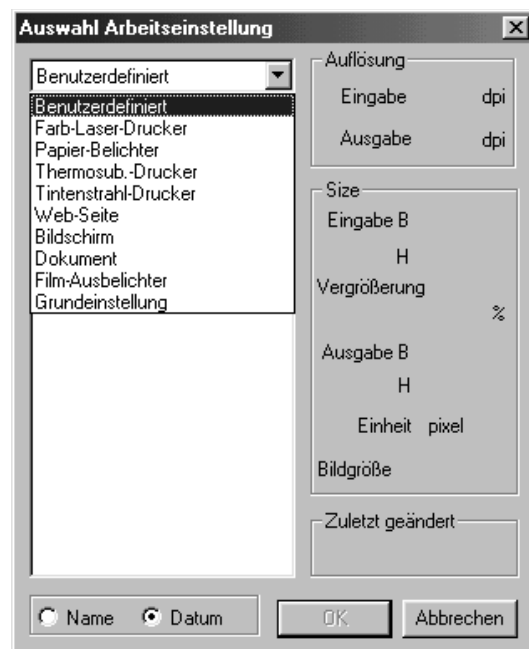 Auswahl Arbeitseinstellung
Benutzerdefiniert
Benutzerdefiniert
Farb-Laser-Drucker
Papier-Belichter
Thermosub.-Drucker
Tintenstrahl-Drucker
Web-Seite
Bildschirm
Dokument
Film-Ausbelichter
Grundeinstellung
Auflösung
Eingabe dpi
Ausgabe dpi
Size
Eingabe B
H
Vergrößerung
%
Ausgabe B
H
Einheit pixel
Bildgröße
Zuletzt geändert
Name Datum
OK Abbrechen